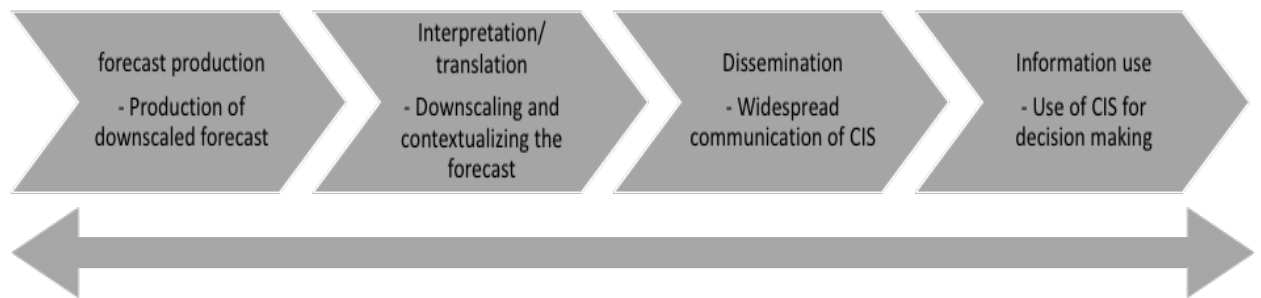 forecast production
- Production of
downscaled forecast
Interpretation/
translation
- Downscaling and
contextualizing the
forecast
Dissemination
- Widespread
communication of CIS
Information use
- Use of CIS for
decision making